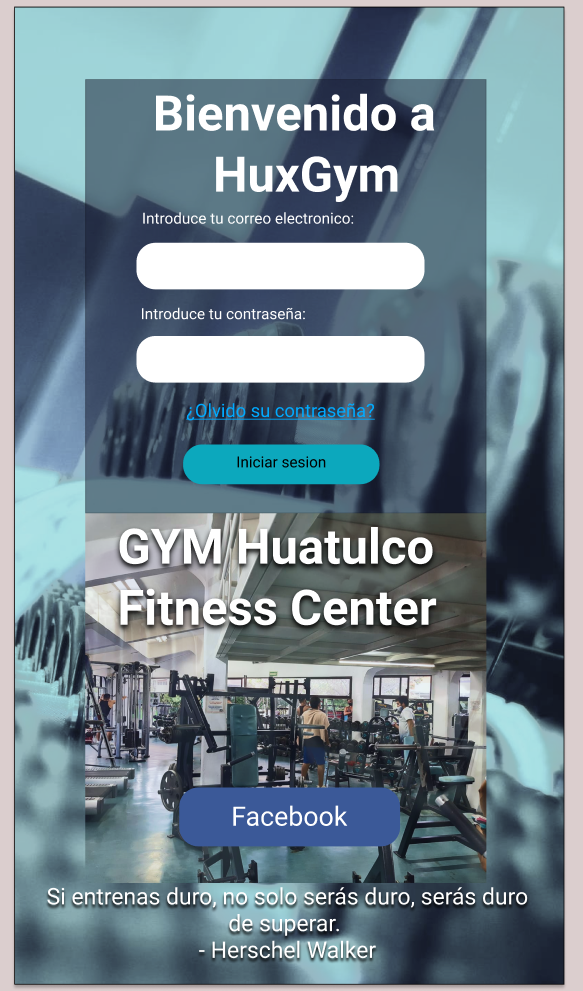 Bienvenido a
HuxGym
Introduce tu correo electronico:
Introduce tu contraseña:
¿Olvido su contraseña?
Iniciar sesion
GYM Huatulco
Fitness Center
Facebook
Si entrenas duro, no solo serás duro, serás duro
de superar.
- Herschel Walker